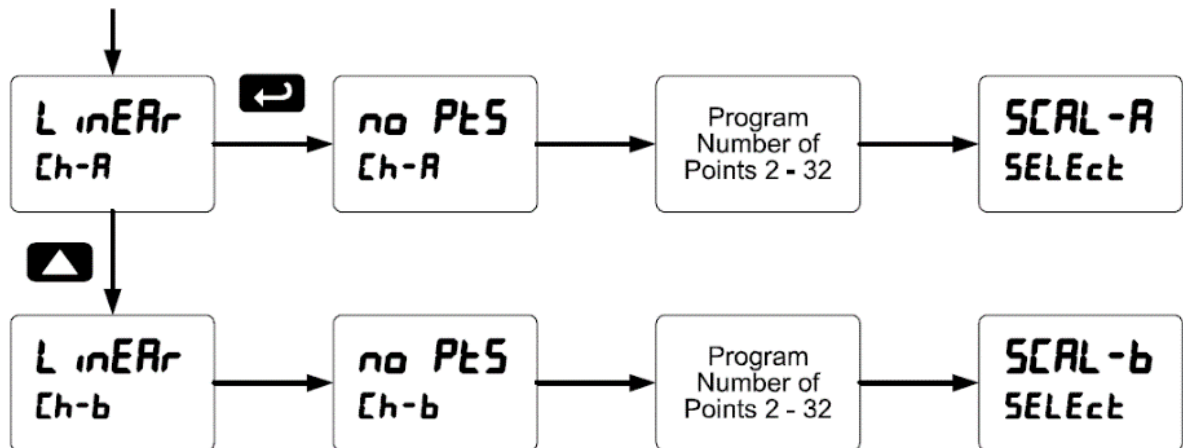 LinEAr
Ch-A
no PtS
Ch-A
Program
Number of
Points 2 - 32
SCAL-A
SELEct
LinEAr
Ch-b
no PtS
Ch-b
Program
Number of
Points 2 - 32
SCAL-b
SELEct